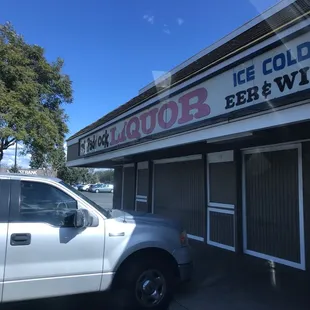 LIQUOR
ICE COLD
EER & WI